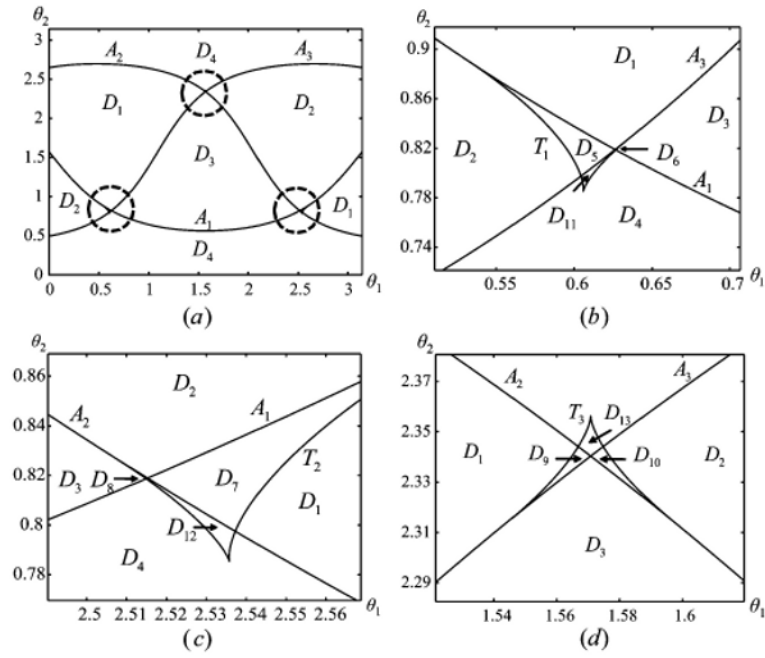 θ₂
3
2.5
2
1.5
1
0.5
0
A₂
D₄
A₃
D₁
D₂
D₃
D₂
D₁
A₁
D₄
0 0.5 1 1.5 2 2.5 3 θ₁
(a)
θ₂
0.9
0.86
0.82
0.78
0.74
D₁
A₃
D₃
D₂
T₁
D₅
D₆
A₁
D₁₁
D₄
0.55 0.6 0.65 0.7 θ₁
(b)
θ₂
0.86
0.84
0.82
0.8
0.78
D₂
A₂
A₁
T₂
D₃ D₈
D₇
D₁
D₁₂
D₄
2.5 2.51 2.52 2.53 2.54 2.55 2.56 θ₁
(c)
θ₂
2.37
2.35
2.33
2.31
2.29
A₂
A₃
T₃
D₁₃
D₁
D₉
D₁₀
D₂
D₃
1.54 1.56 1.58 1.6 θ₁
(d)